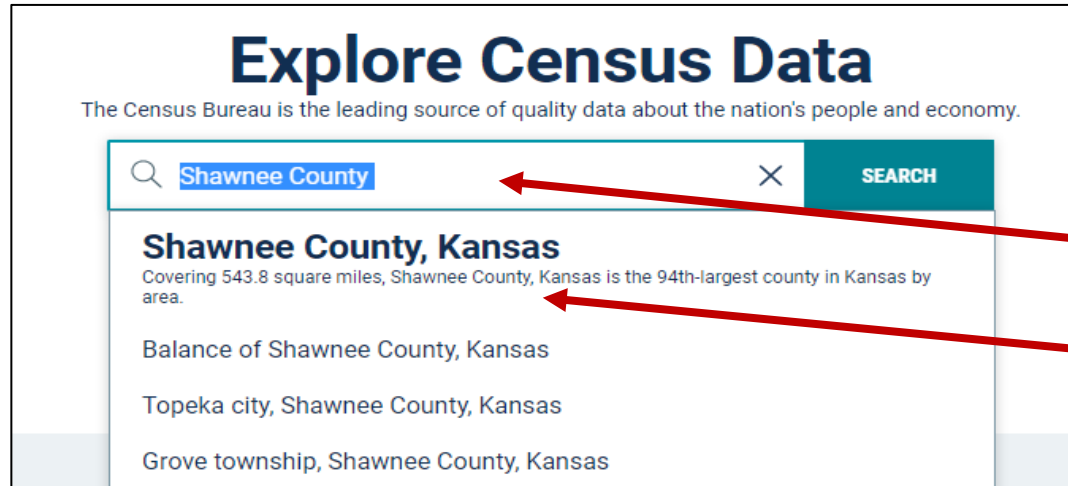 Explore Census Data
The Census Bureau is the leading source of quality data about the nation's people and economy.
Shawnee County
SEARCH
Shawnee County, Kansas
Covering 543.8 square miles, Shawnee County, Kansas is the 94th-largest county in Kansas by
area.
Balance of Shawnee County, Kansas
Topeka city, Shawnee County, Kansas
Grove township, Shawnee County, Kansas